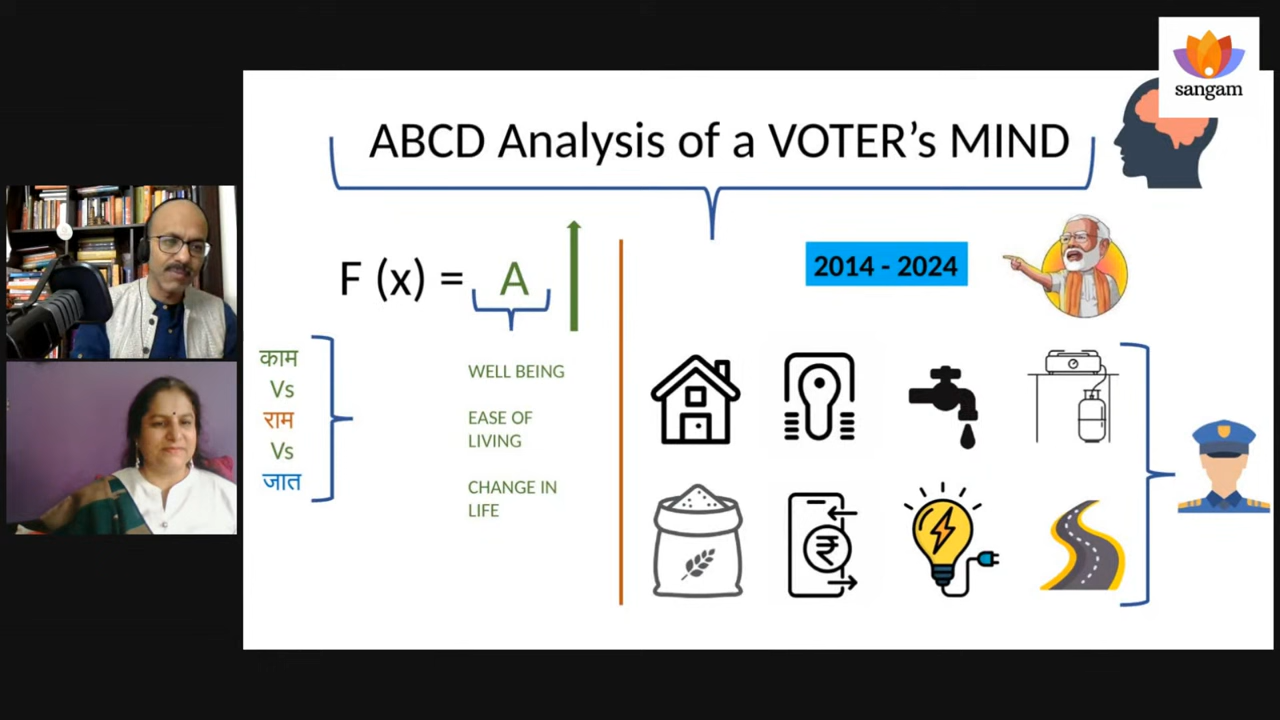 sangam
ABCD Analysis of a VOTER's MIND
F (x) = A
2014 - 2024
काम
Vs
राम
Vs
जात
WELL BEING
EASE OF
LIVING
CHANGE IN
LIFE
₹